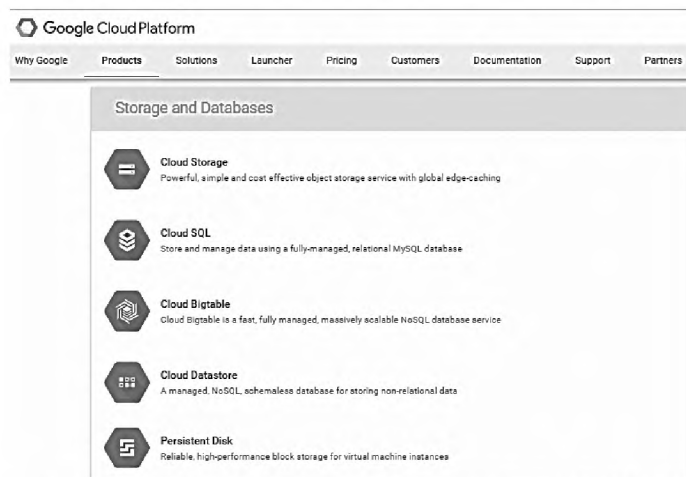 Google Cloud Platform
Why Google Products Solutions Launcher Pricing Customers Documentation Support Partners
Storage and Databases
Cloud Storage
Powerful, simple and cost effective object storage service with global edge-caching
Cloud SQL
Store and manage data using a fully-managed, relational MySQL database
Cloud Bigtable
Cloud Bigtable is a fast, fully managed, massively scalable NoSQL database service
Cloud Datastore
A managed, NoSQL, schemaless database for storing non-relational data
Persistent Disk
Reliable, high-performance block storage for virtual machine instances